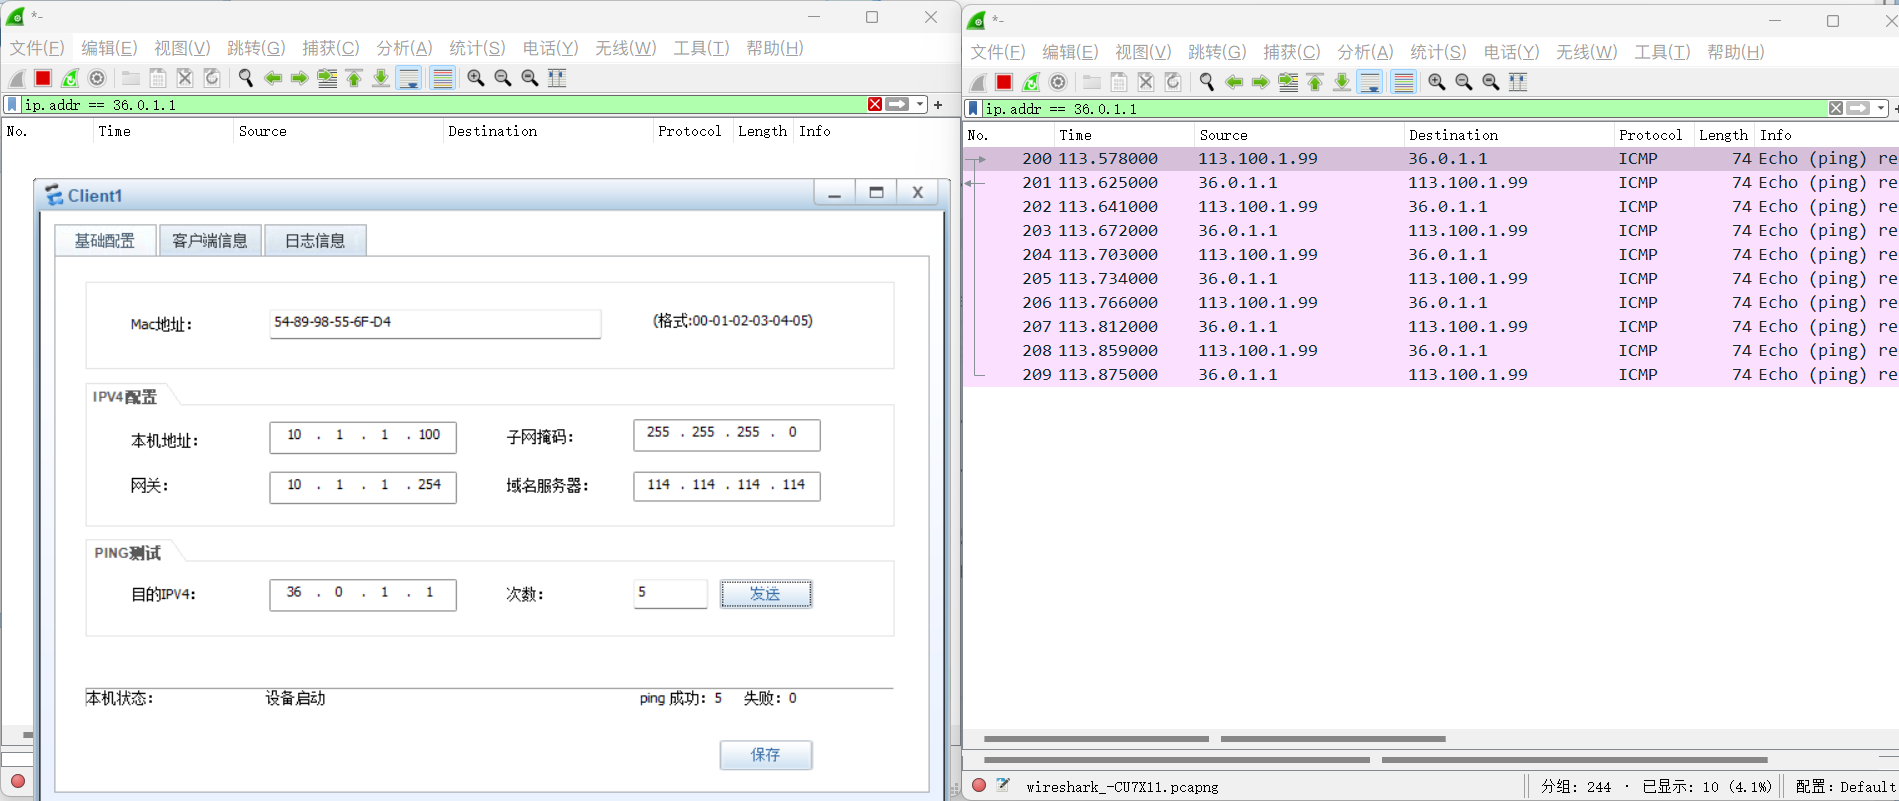 *-
文件(F) 编辑(E) 视图(V) 跳转(G) 捕获(C) 分析(A) 统计(S) 电话(Y) 无线(W) 工具(T) 帮助(H)
ip.addr == 36.0.1.1
No. Time Source Destination Protocol Length Info
Client1
基础配置 客户端信息 日志信息
Mac地址: 54-89-98-55-6F-D4 (格式:00-01-02-03-04-05)
IPV4配置
本机地址: 10 . 1 . 1 . 100 子网掩码: 255 . 255 . 255 . 0
网关: 10 . 1 . 1 . 254 域名服务器: 114 . 114 . 114 . 114
PING测试
目的IPV4: 36 . 0 . 1 . 1 次数: 5 发送
本机状态: 设备启动 ping 成功: 5 失败: 0
保存
*-
文件(F) 编辑(E) 视图(V) 跳转(G) 捕获(C) 分析(A) 统计(S) 电话(Y) 无线(W) 工具(T) 帮助(H)
ip.addr == 36.0.1.1
No. Time Source Destination Protocol Length Info
200 113.578000 113.100.1.99 36.0.1.1 ICMP 74 Echo (ping) re
201 113.625000 36.0.1.1 113.100.1.99 ICMP 74 Echo (ping) re
202 113.641000 113.100.1.99 36.0.1.1 ICMP 74 Echo (ping) re
203 113.672000 36.0.1.1 113.100.1.99 ICMP 74 Echo (ping) re
204 113.703000 113.100.1.99 36.0.1.1 ICMP 74 Echo (ping) re
205 113.734000 36.0.1.1 113.100.1.99 ICMP 74 Echo (ping) re
206 113.766000 113.100.1.99 36.0.1.1 ICMP 74 Echo (ping) re
207 113.812000 36.0.1.1 113.100.1.99 ICMP 74 Echo (ping) re
208 113.859000 113.100.1.99 36.0.1.1 ICMP 74 Echo (ping) re
209 113.875000 36.0.1.1 113.100.1.99 ICMP 74 Echo (ping) re
wireshark_-CU7X11.pcapng 分组: 244 · 已显示: 10 (4.1%) 配置: Default